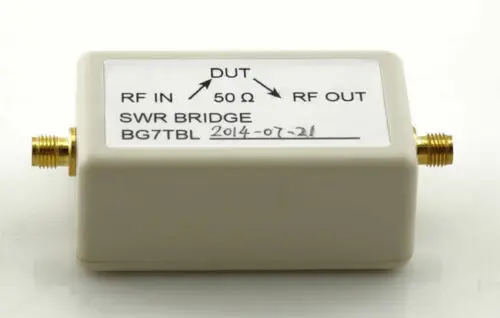 DUT
RF IN 50 Ω RF OUT
SWR BRIDGE
BG7TBL 2014-07-21